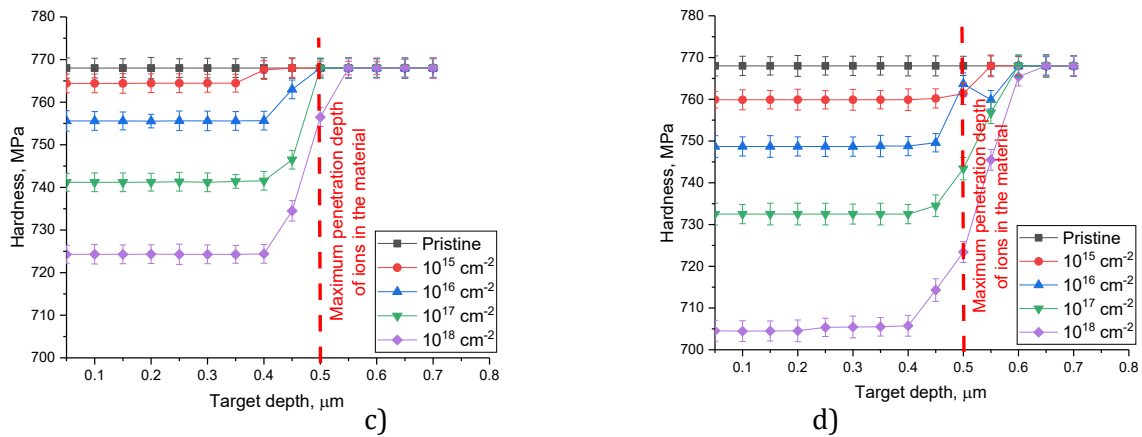 780
770
760
750
740
730
720
710
700
Hardness, MPa
0.1 0.2 0.3 0.4 0.5 0.6 0.7 0.8
Target depth, μm
Maximum penetration depth
of ions in the material
Pristine
10¹⁵ cm⁻²
10¹⁶ cm⁻²
10¹⁷ cm⁻²
10¹⁸ cm⁻²
c)
780
770
760
750
740
730
720
710
700
Hardness, MPa
0.1 0.2 0.3 0.4 0.5 0.6 0.7 0.8
Target depth, μm
Maximum penetration depth
of ions in the material
Pristine
10¹⁵ cm⁻²
10¹⁶ cm⁻²
10¹⁷ cm⁻²
10¹⁸ cm⁻²
d)